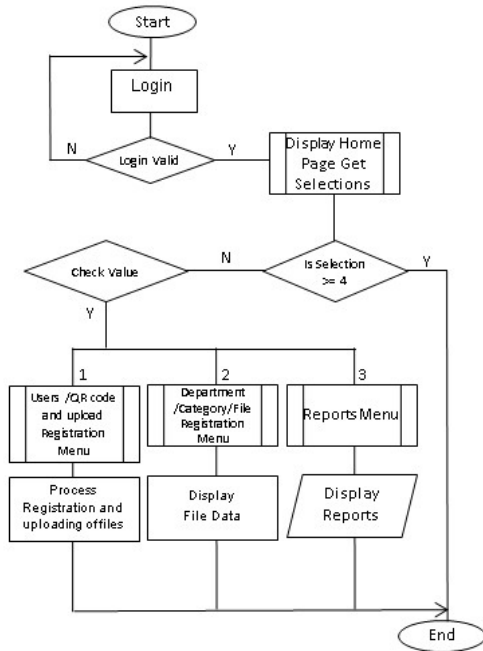 Start
Login
Login Valid
N
Y
Display Home
Page Get
Selections
Check Value
N
Is Selection
>= 4
Y
Y
1
2
3
Users /QR code
and upload
Registration
Menu
Department
/Category/File
Registration
Menu
Reports Menu
Process
Registration and
uploading offiles
Display
File Data
Display
Reports
End